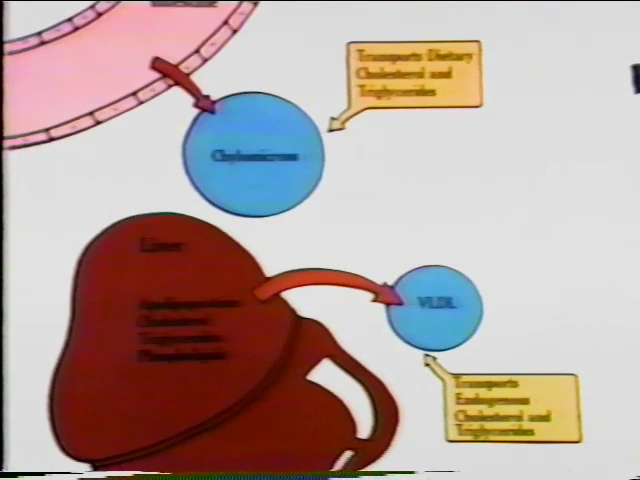 Transports Dietary
Cholesterol and
Triglycerides
Chylomicron
Liver
Apolipoproteins
Cholesterol
Triglycerides
Phospholipids
VLDL
Transports
Endogenous
Cholesterol and
Triglycerides